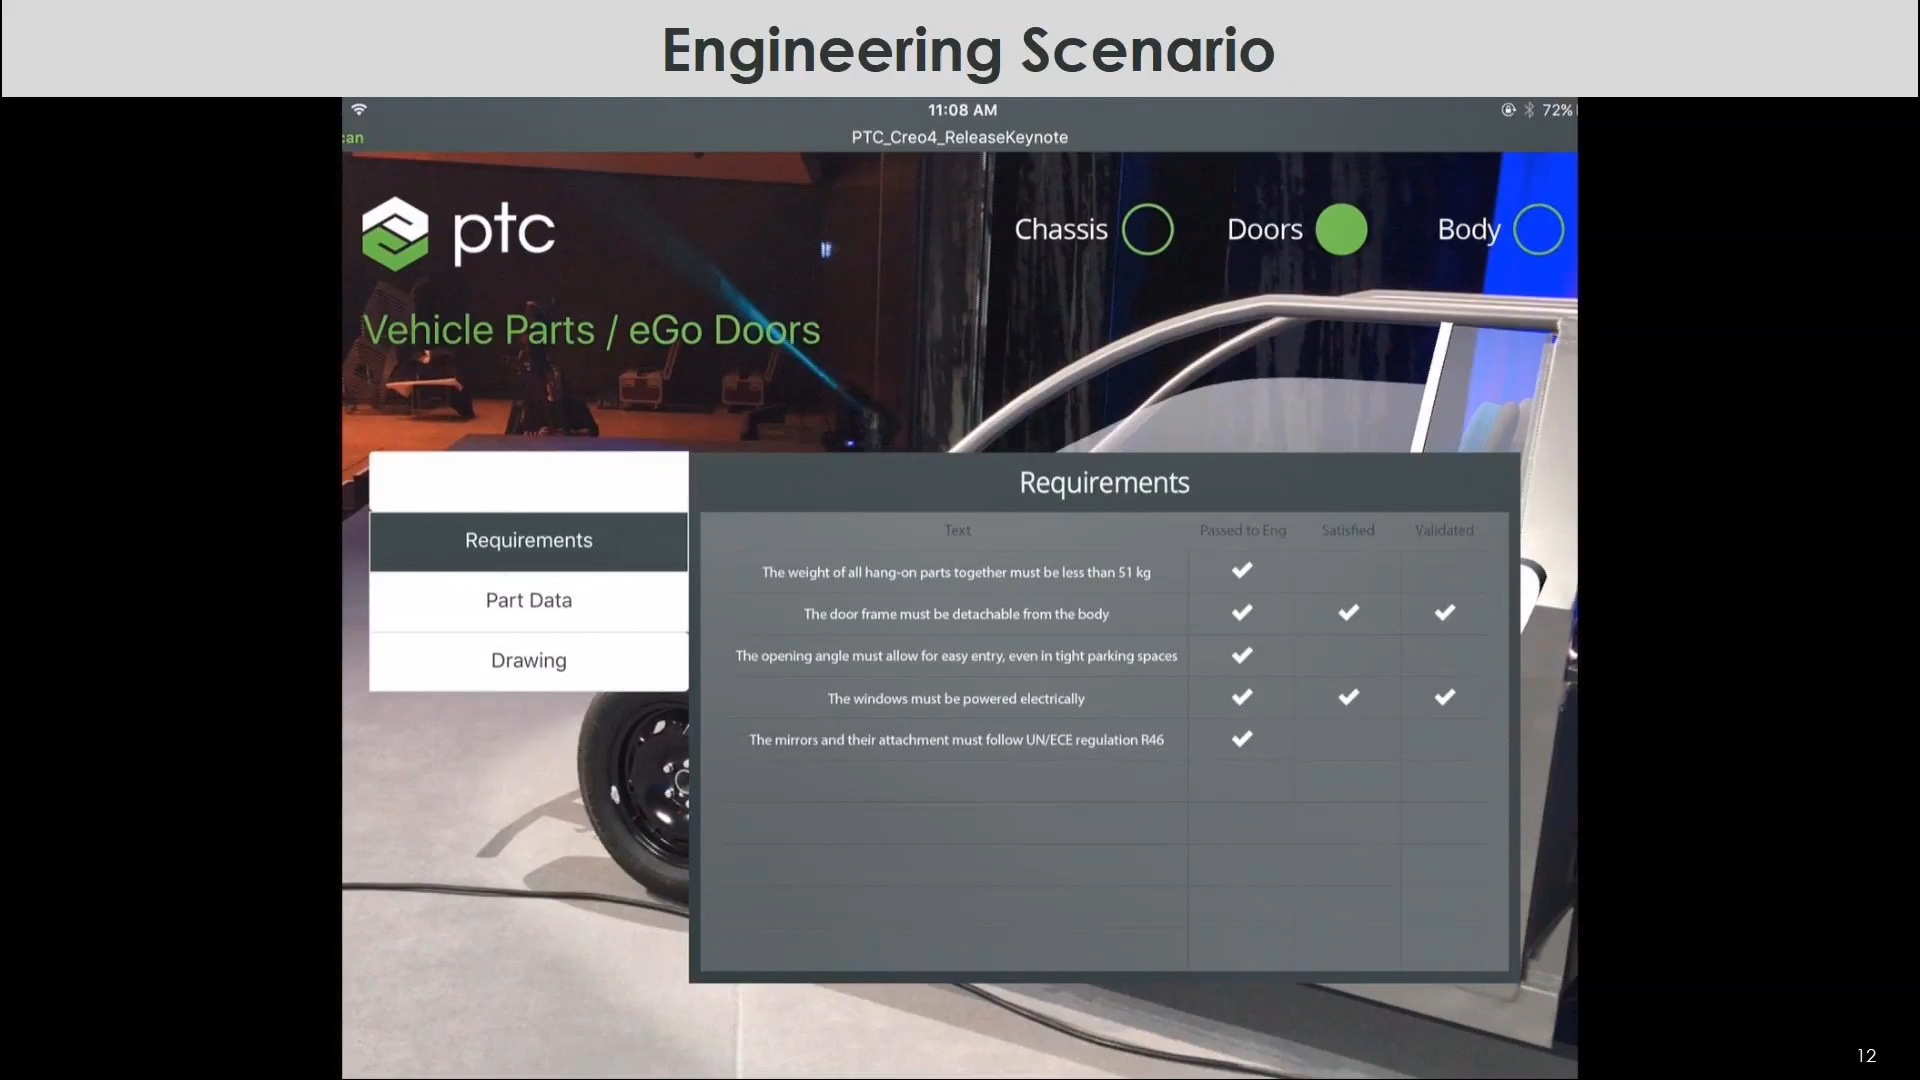 Engineering Scenario
11:08 AM
72%
can
PTC_Creo4_ReleaseKeynote
ptc
Chassis
Doors
Body
Vehicle Parts / eGo Doors
Requirements
Requirements
Part Data
Drawing
Text Passed to Eng Satisfied Validated
The weight of all hang-on parts together must be less than 51 kg
The door frame must be detachable from the body
The opening angle must allow for easy entry, even in tight parking spaces
The windows must be powered electrically
The mirrors and their attachment must follow UN/ECE regulation R46
12